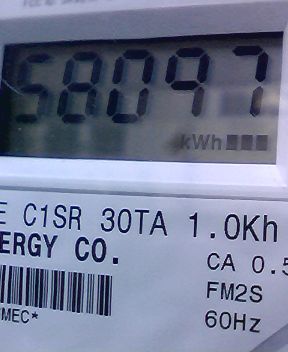 58097
kWh
E C1SR 30TA 1.0Kh
ERGY CO.
CA 0.5
FM2S
MEC*
60Hz